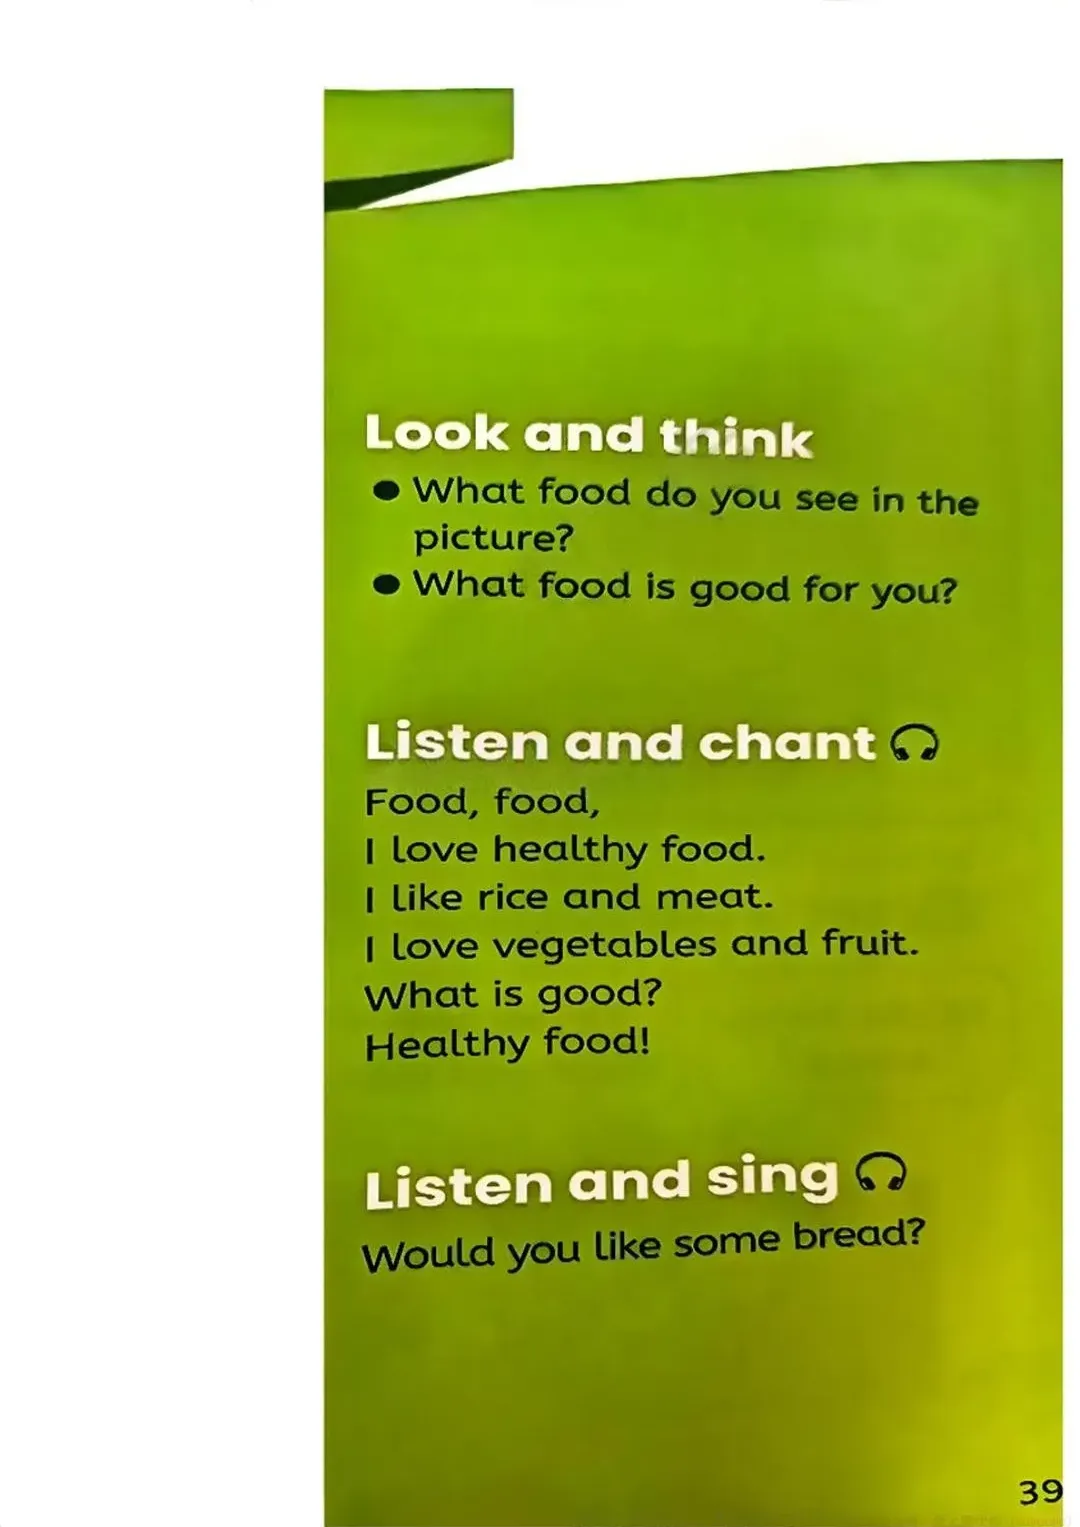 Look and think
● What food do you see in the
picture?
● What food is good for you?
Listen and chant
Food, food,
I love healthy food.
I like rice and meat.
I love vegetables and fruit.
What is good?
Healthy food!
Listen and sing
Would you like some bread?
39